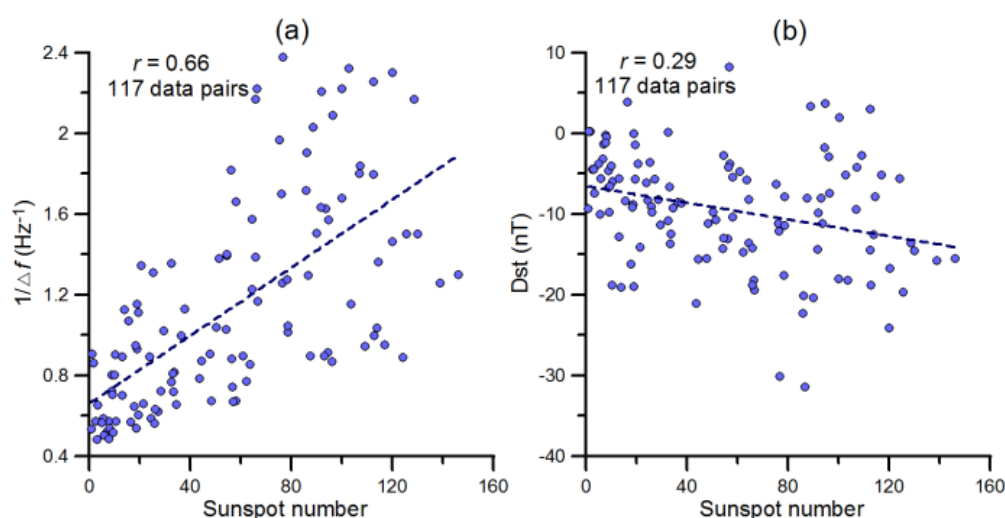 (a)
r = 0.66
117 data pairs
2.4
2
1.6
1.2
0.8
0.4
1/△f (Hz⁻¹)
0
40
80
120
160
Sunspot number
(b)
r = 0.29
117 data pairs
10
0
-10
-20
-30
-40
Dst (nT)
0
40
80
120
160
Sunspot number